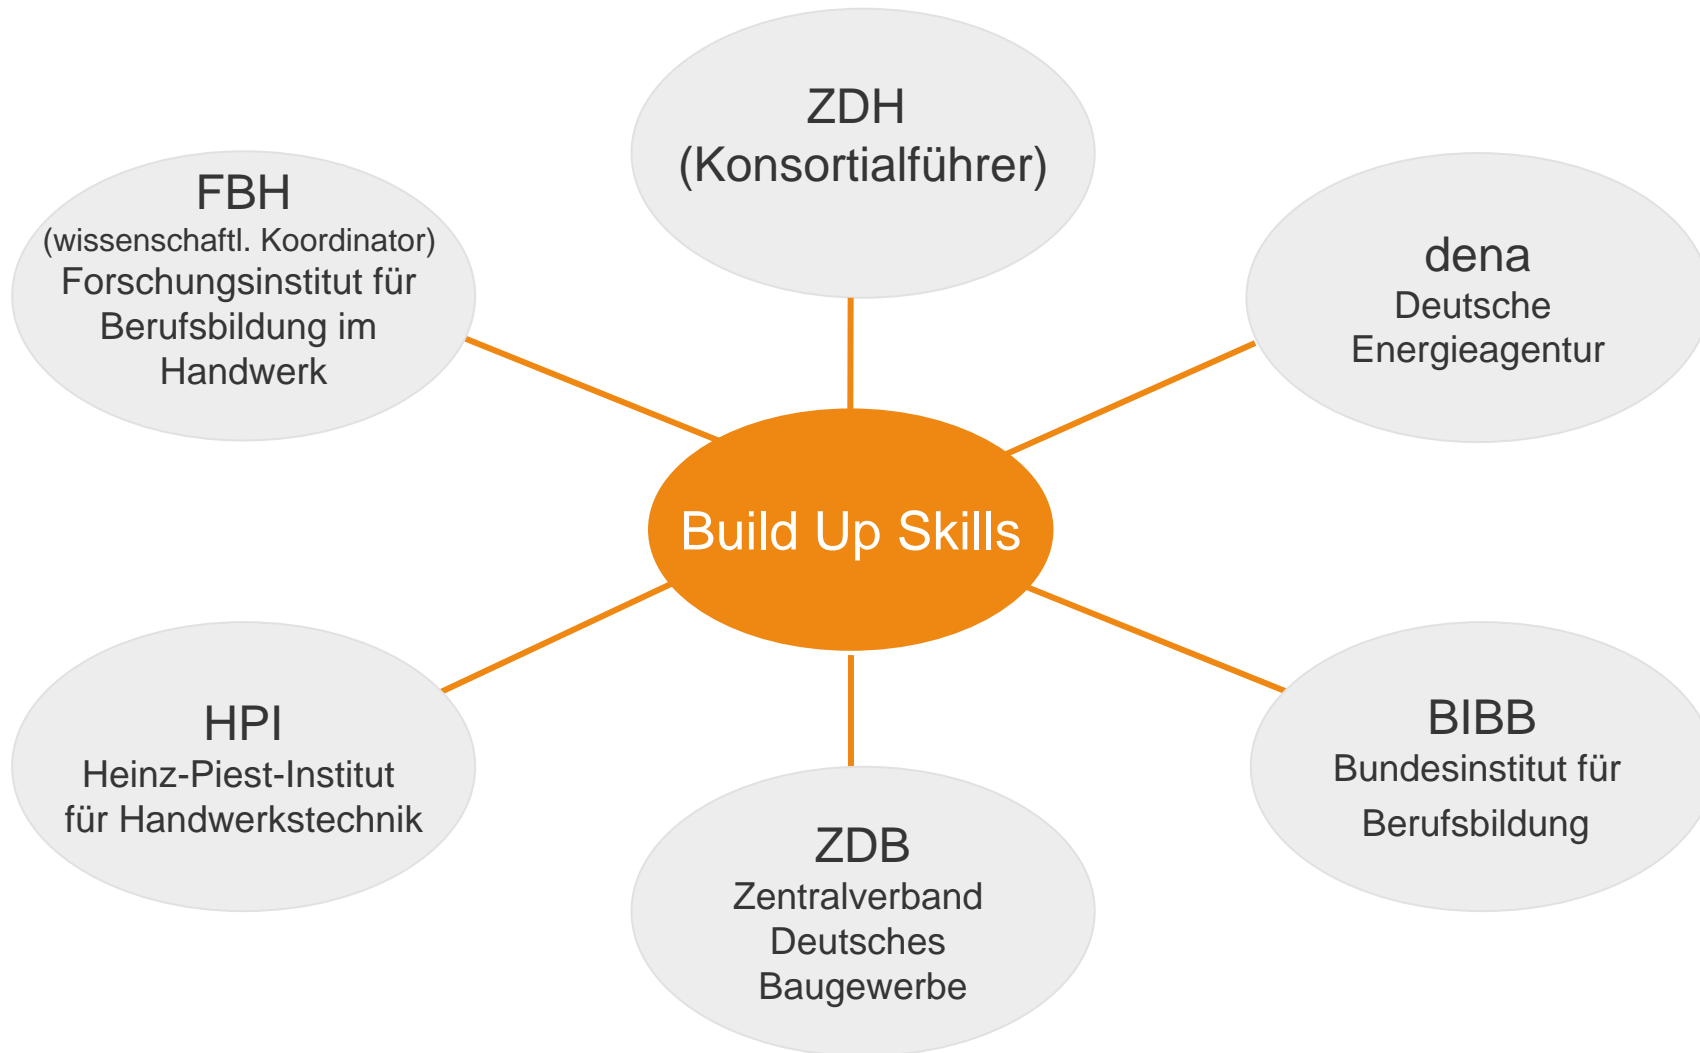 ZDH
(Konsortialführer)
FBH
(wissenschaftl. Koordinator)
Forschungsinstitut für
Berufsbildung im
Handwerk
dena
Deutsche
Energieagentur
Build Up Skills
HPI
Heinz-Piest-Institut
für Handwerkstechnik
ZDB
Zentralverband
Deutsches
Baugewerbe
BIBB
Bundesinstitut für
Berufsbildung